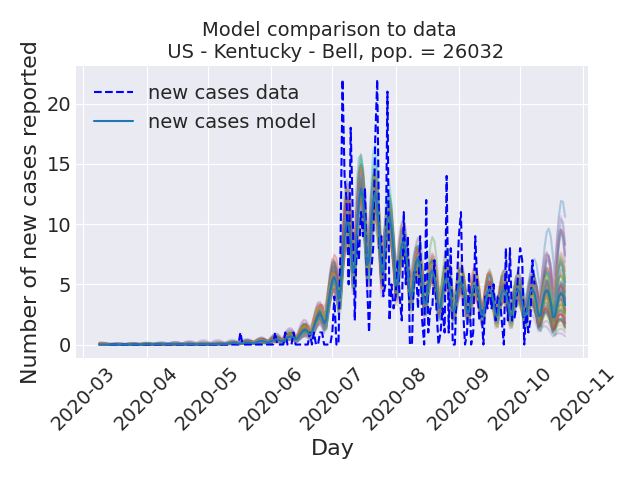 Model comparison to data
US - Kentucky - Bell, pop. = 26032
Number of new cases reported
20
15
10
5
0
new cases data
new cases model
2020-03
2020-04
2020-05
2020-06
2020-07
2020-08
2020-09
2020-10
2020-11
Day